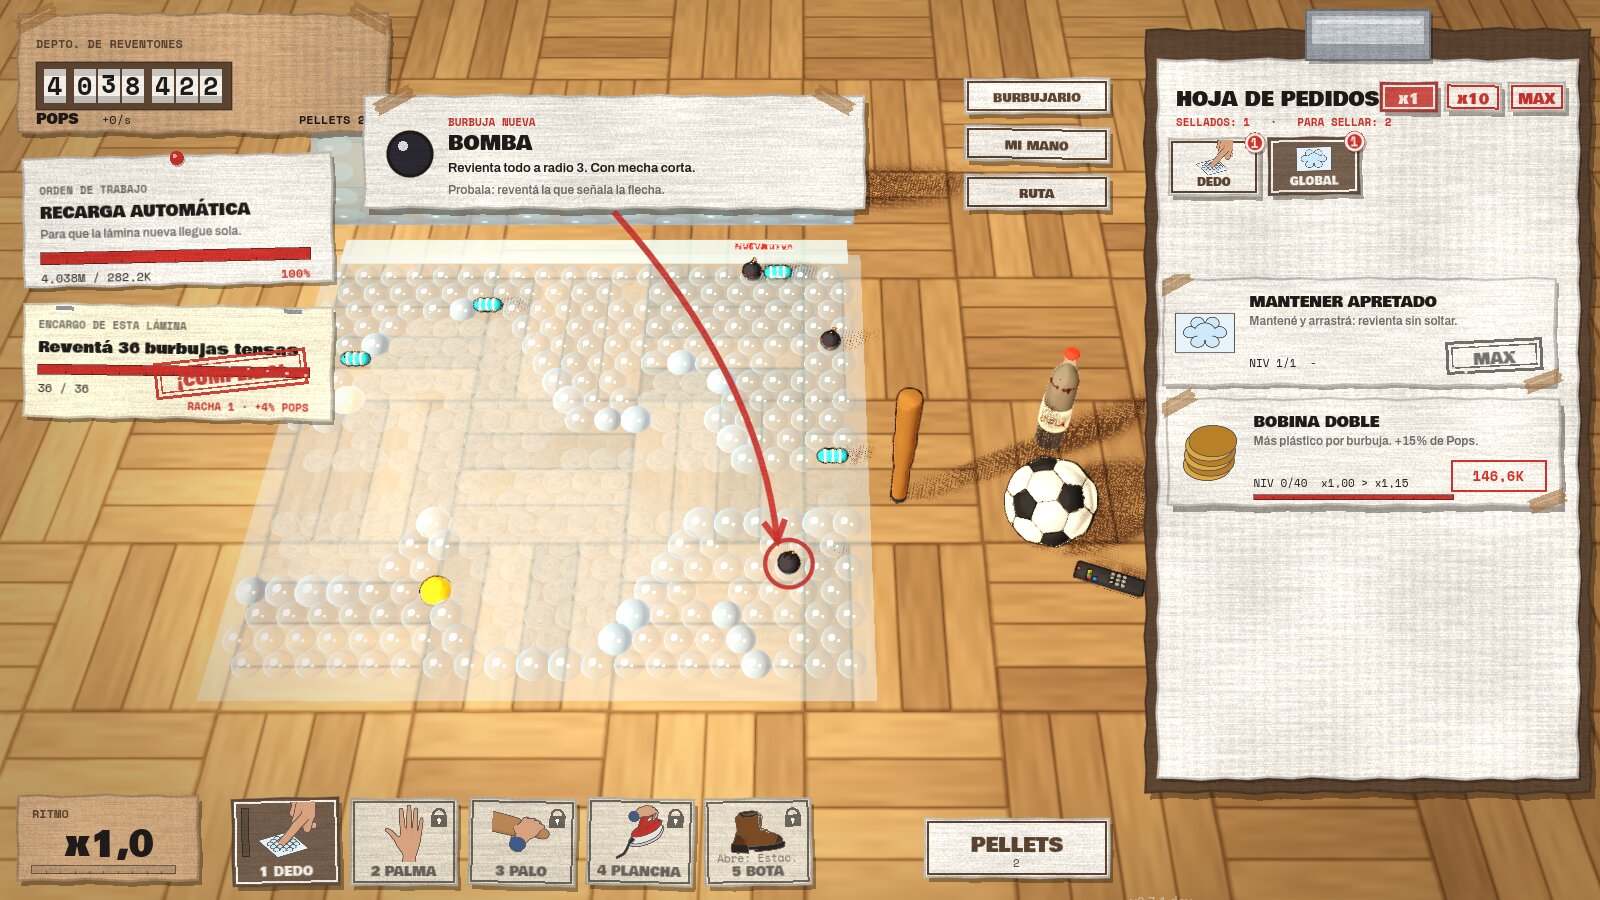 DEPTO. DE REVENTONES
4 038 422
POPS +0/s PELLETS 2
ORDEN DE TRABAJO
RECARGA AUTOMÁTICA
Para que la lámina nueva llegue sola.
4.038M / 282.2K 100%
ENCARGO DE ESTA LÁMINA
Reventá 36 burbujas tensas
36 / 36
RACHA 1 · +4% POPS
BURBUJA NUEVA
BOMBA
Revienta todo a radio 3. Con mecha corta.
Probala: reventá la que señala la flecha.
BURBUJARIO
MI MANO
RUTA
HOJA DE PEDIDOS x1 x10 MAX
SELLADOS: 1 · PARA SELLAR: 2
1 1
DEDO GLOBAL
MANTENER APRETADO
Mantené y arrastrá: revienta sin soltar.
NIV 1/1 - MAX
BOBINA DOBLE
Más plástico por burbuja. +15% de Pops.
NIV 0/40 x1,00 > x1,15 146,6K
RITMO
x1,0
1 DEDO
2 PALMA
3 PALO
4 PLANCHA
Abre: Estac.
5 BOTA
PELLETS
2